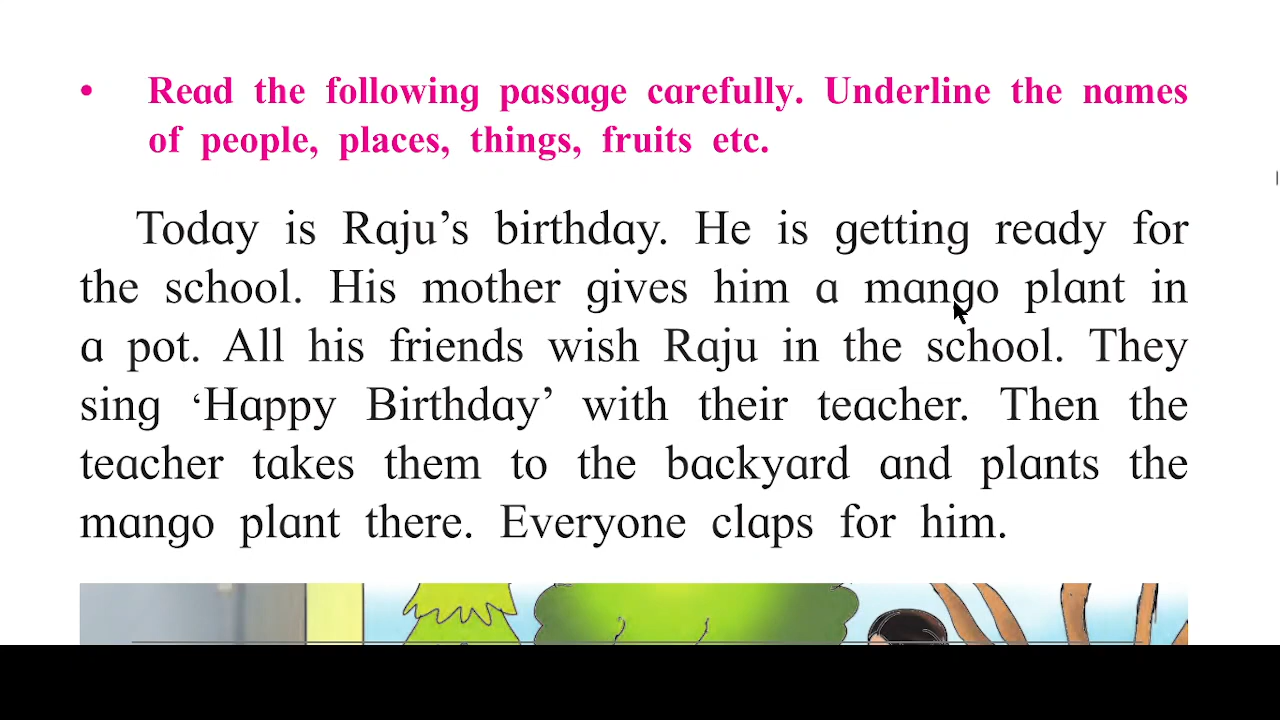 • Read the following passage carefully. Underline the names
of people, places, things, fruits etc.
Today is Raju’s birthday. He is getting ready for
the school. His mother gives him a mango plant in
a pot. All his friends wish Raju in the school. They
sing ‘Happy Birthday’ with their teacher. Then the
teacher takes them to the backyard and plants the
mango plant there. Everyone claps for him.